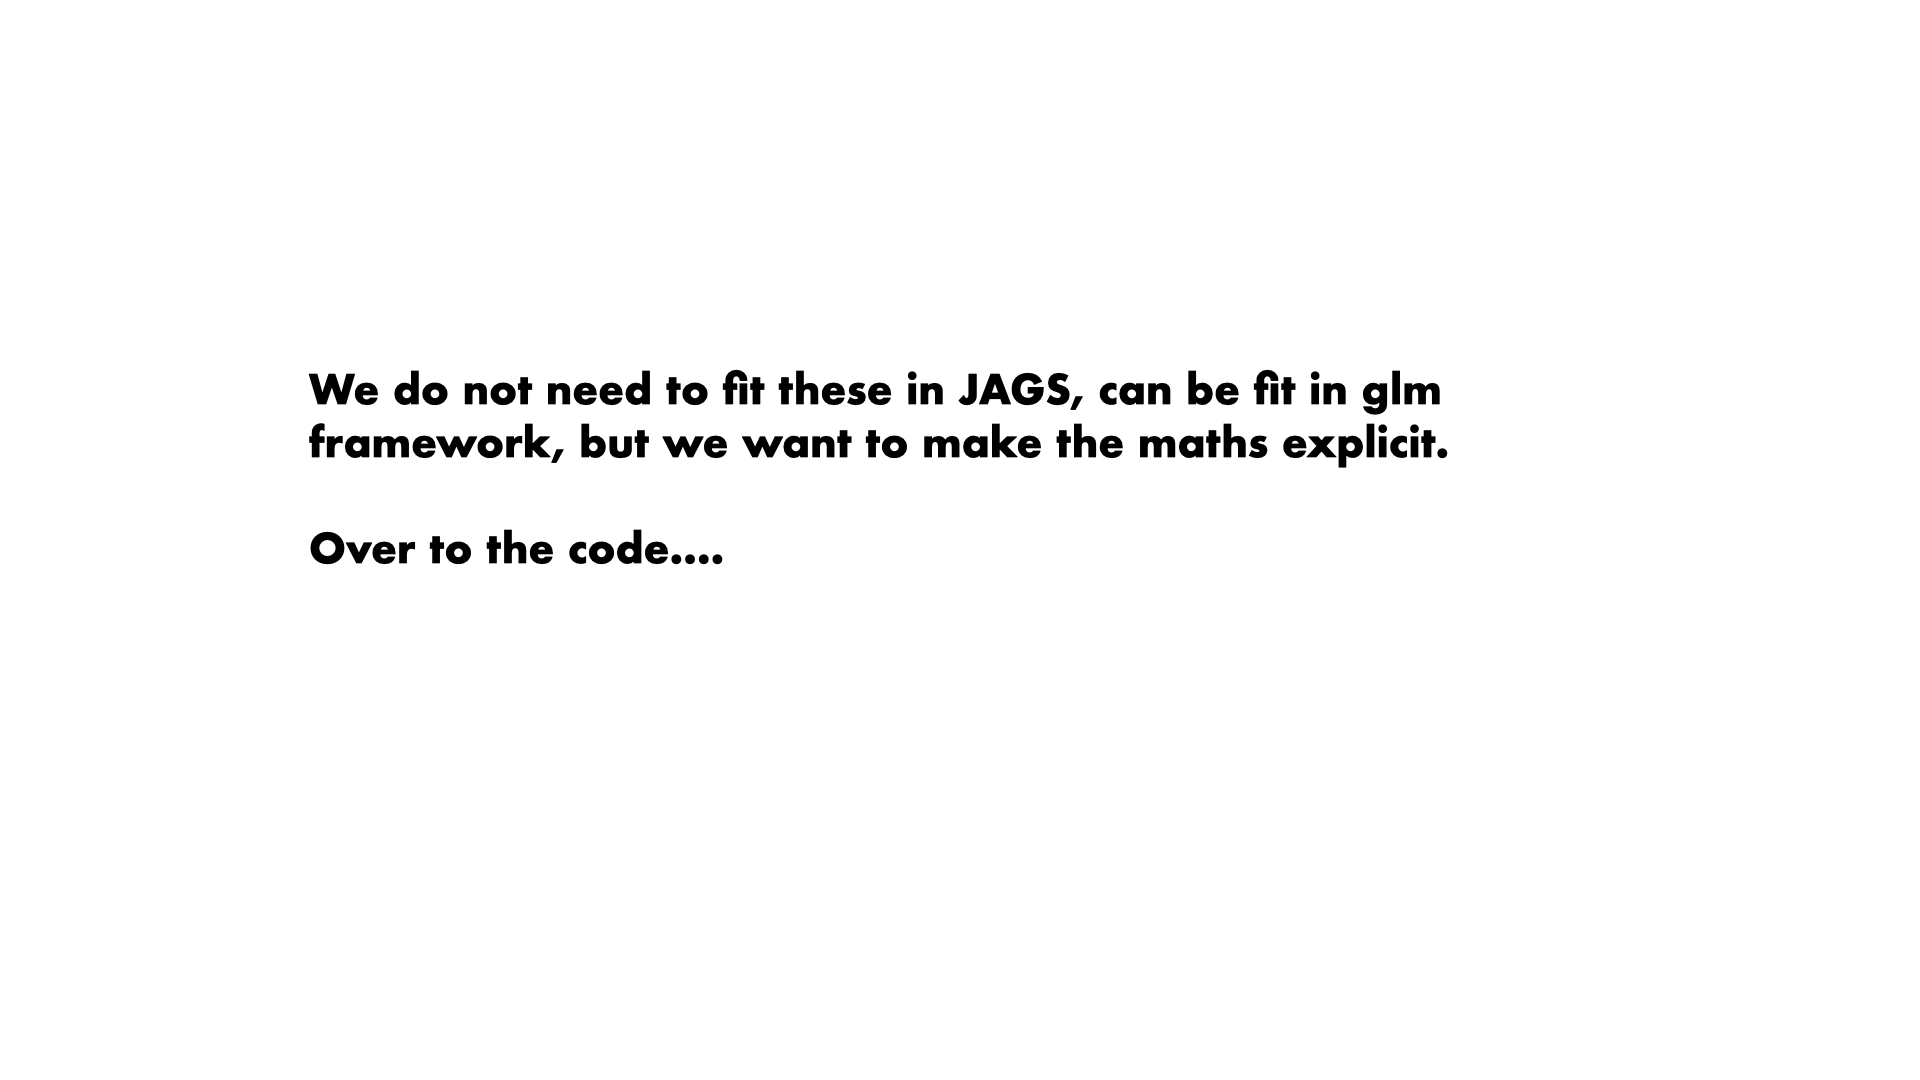 We do not need to fit these in JAGS, can be fit in glm
framework, but we want to make the maths explicit.
Over to the code....